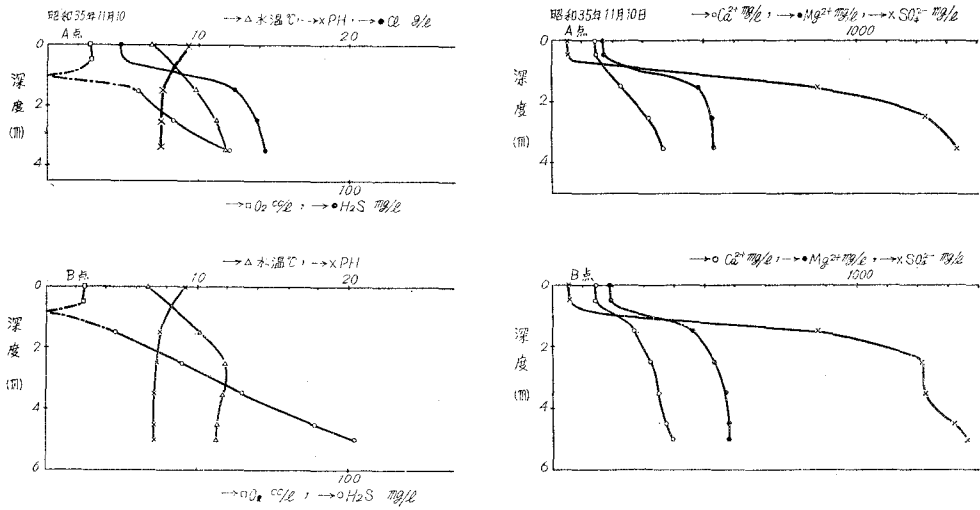 昭和35年11月10 →△水温℃, →×PH →● Cl g/l
A点 10 20
0
2
4
深度(m)
100
→□O₂ cc/l , →●H₂S mg/l
昭和35年11月10日 →○Ca²⁺mg/l, →●Mg²⁺mg/l, →×SO₄²⁻ mg/l
A点 1000
0
2
4
深度(m)
→△水温℃, →×PH
B点 10 20
0
2
4
6
深度(m)
100
→□O₂ cc/l , →○H₂S mg/l
→○Ca²⁺mg/l, →●Mg²⁺mg/l, →×SO₄²⁻ mg/l
B点 1000
0
2
4
6
深度(m)